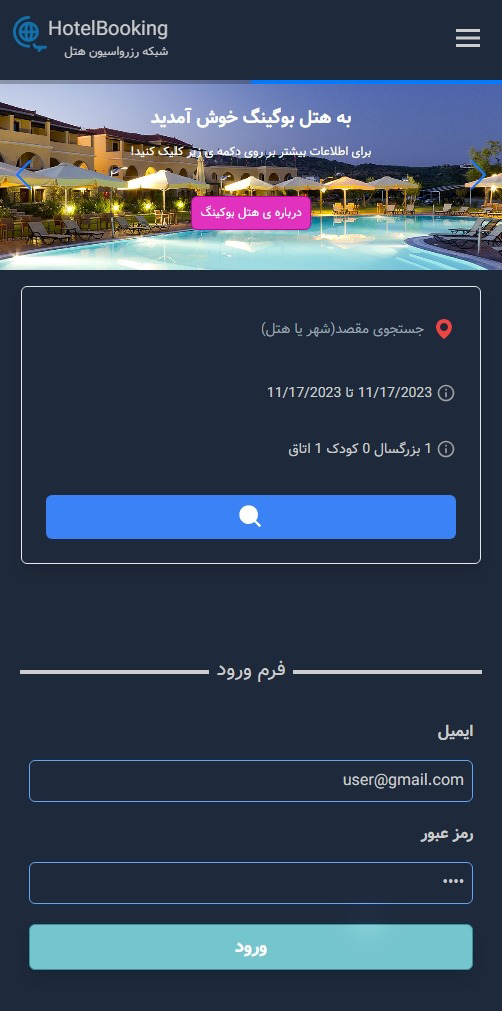 HotelBooking
شبکه رزرواسیون هتل
به هتل بوکینگ خوش آمدید
برای اطلاعات بیشتر بر روی دکمه ی زیر کلیک کنید!
درباره ی هتل بوکینگ
جستجوی مقصد(شهر یا هتل)
11/17/2023 تا 11/17/2023
1 بزرگسال 0 کودک 1 اتاق
فرم ورود
ایمیل
user@gmail.com
رمز عبور
••••
ورود